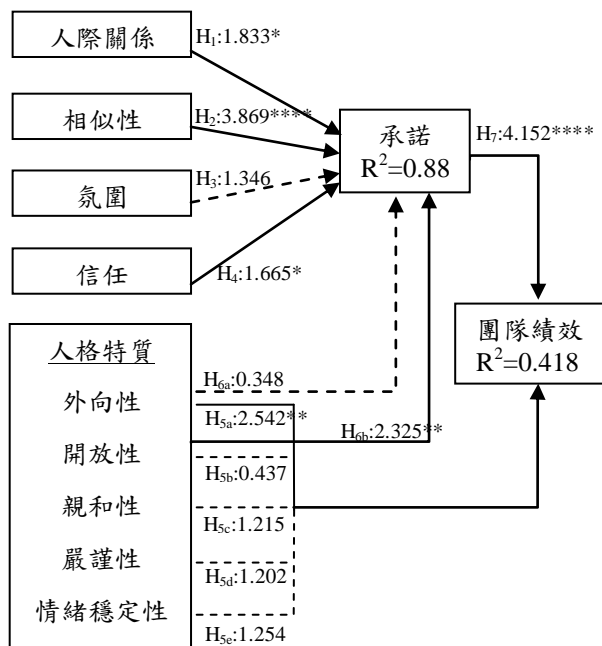 人際關係
H₁:1.833*
相似性
H₂:3.869****
承諾
R²=0.88
H₇:4.152****
氛圍
H₃:1.346
信任
H₄:1.665*
團隊績效
R²=0.418
人格特質
H₆ₐ:0.348
外向性
H₅ₐ:2.542**
H₆b:2.325**
開放性
H₅b:0.437
親和性
H₅c:1.215
嚴謹性
H₅d:1.202
情緒穩定性
H₅ₑ:1.254